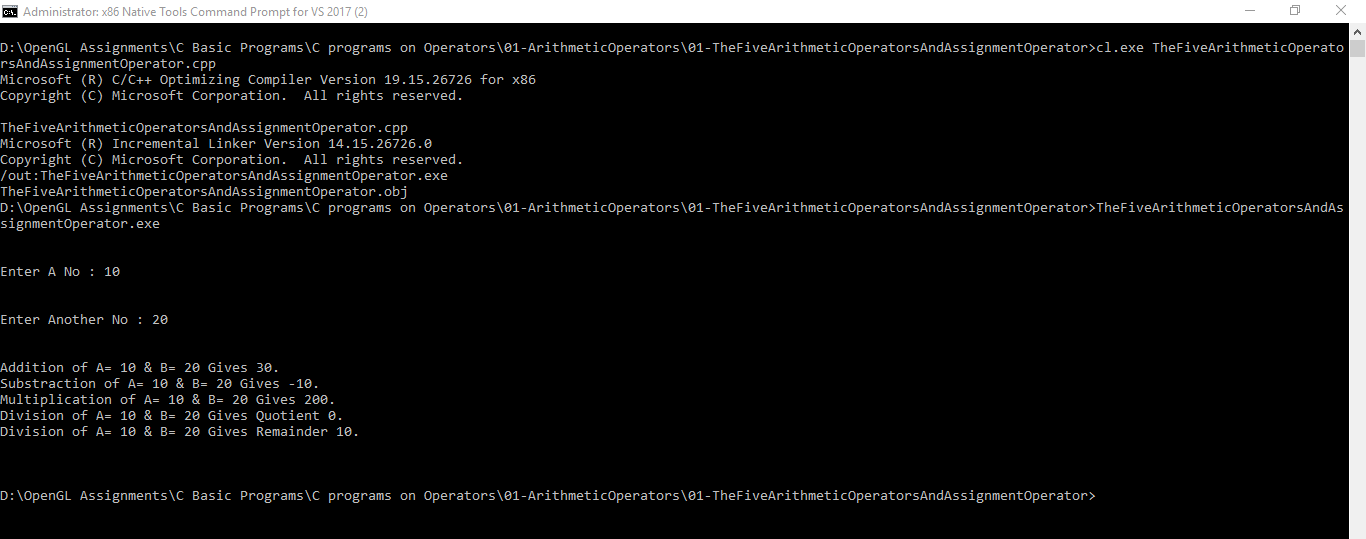 Administrator: x86 Native Tools Command Prompt for VS 2017 (2)
D:\OpenGL Assignments\C Basic Programs\C programs on Operators\01-ArithmeticOperators\01-TheFiveArithmeticOperatorsAndAssignmentOperator>cl.exe TheFiveArithmeticOperato
rsAndAssignmentOperator.cpp
Microsoft (R) C/C++ Optimizing Compiler Version 19.15.26726 for x86
Copyright (C) Microsoft Corporation.  All rights reserved.
TheFiveArithmeticOperatorsAndAssignmentOperator.cpp
Microsoft (R) Incremental Linker Version 14.15.26726.0
Copyright (C) Microsoft Corporation.  All rights reserved.
/out:TheFiveArithmeticOperatorsAndAssignmentOperator.exe
TheFiveArithmeticOperatorsAndAssignmentOperator.obj
D:\OpenGL Assignments\C Basic Programs\C programs on Operators\01-ArithmeticOperators\01-TheFiveArithmeticOperatorsAndAssignmentOperator>TheFiveArithmeticOperatorsAndAs
signmentOperator.exe
Enter A No : 10
Enter Another No : 20
Addition of A= 10 & B= 20 Gives 30.
Substraction of A= 10 & B= 20 Gives -10.
Multiplication of A= 10 & B= 20 Gives 200.
Division of A= 10 & B= 20 Gives Quotient 0.
Division of A= 10 & B= 20 Gives Remainder 10.
D:\OpenGL Assignments\C Basic Programs\C programs on Operators\01-ArithmeticOperators\01-TheFiveArithmeticOperatorsAndAssignmentOperator>